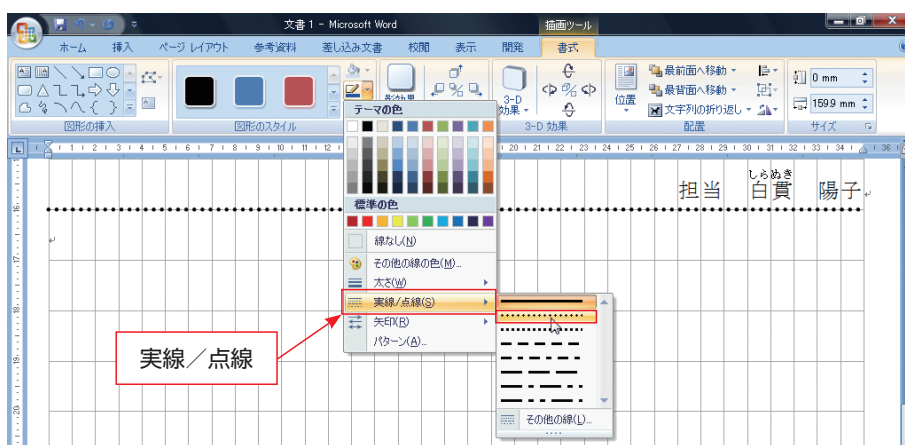 文書1 - Microsoft Word
描画ツール
ホーム 挿入 ページ レイアウト 参考資料 差し込み文書 校閲 表示 開発 書式
3-D
効果
位置
最前面へ移動
最背面へ移動
文字列の折り返し
0 mm
159.9 mm
図形の挿入 図形のスタイル 3-D 効果 配置 サイズ
テーマの色
標準の色
線なし(N)
その他の線の色(M)...
太さ(W)
実線/点線(S)
矢印(R)
パターン(A)...
その他の線(L)...
しらぬき
担当 白貫 陽子
実線／点線